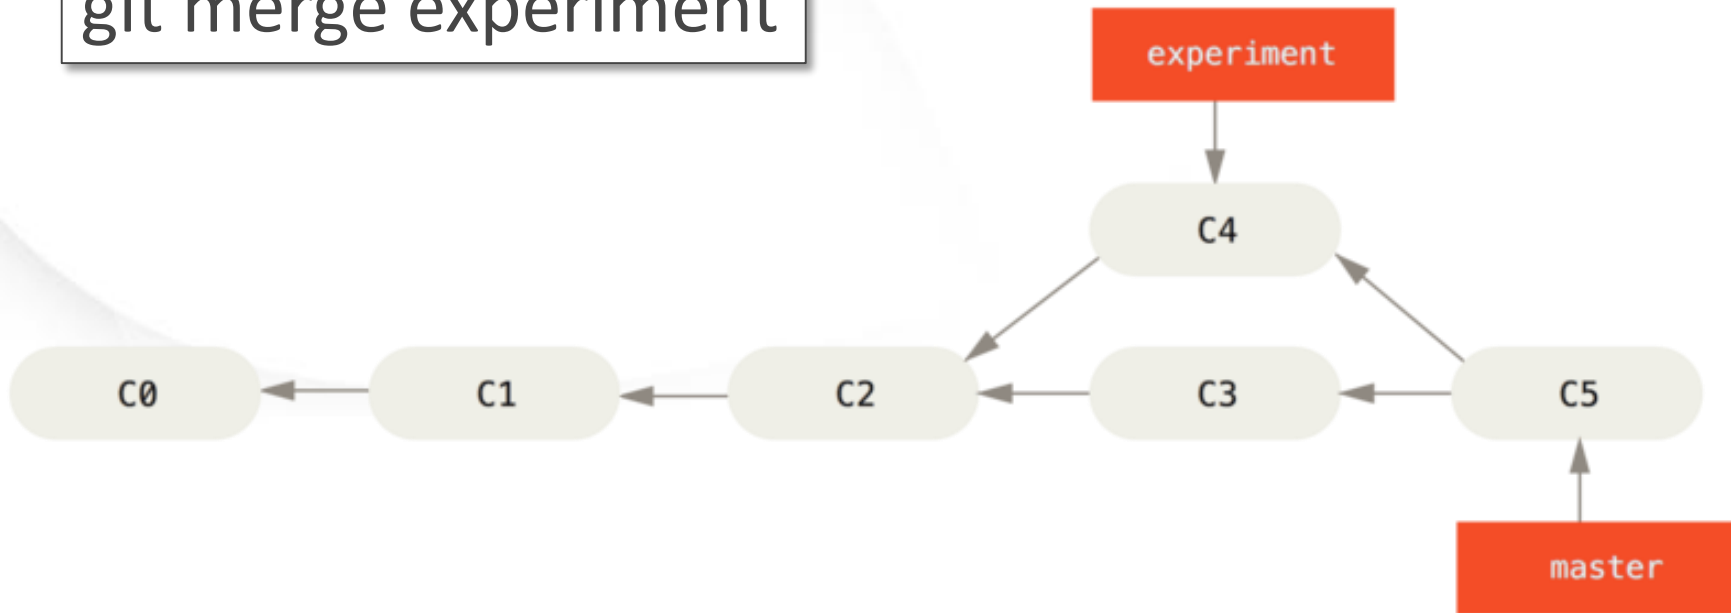 git merge experiment
experiment
C4
C0
C1
C2
C3
C5
master